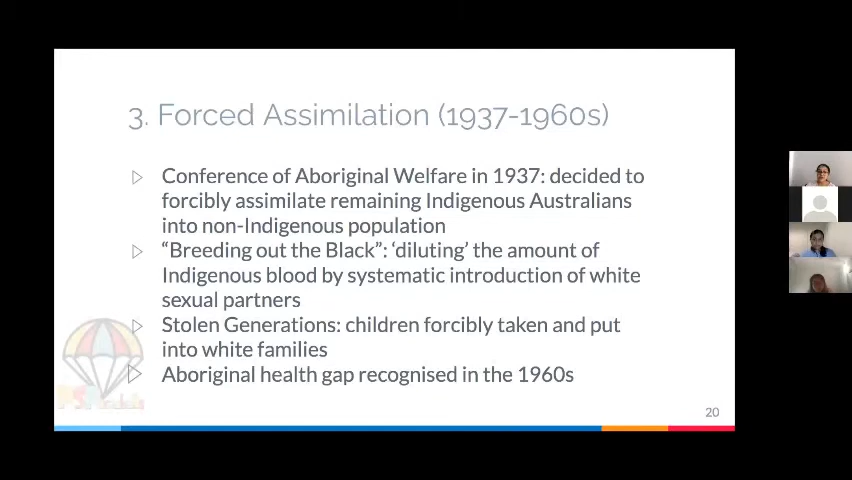 3. Forced Assimilation (1937-1960s)
Conference of Aboriginal Welfare in 1937: decided to
forcibly assimilate remaining Indigenous Australians
into non-Indigenous population
“Breeding out the Black”: ‘diluting’ the amount of
Indigenous blood by systematic introduction of white
sexual partners
Stolen Generations: children forcibly taken and put
into white families
Aboriginal health gap recognised in the 1960s
20